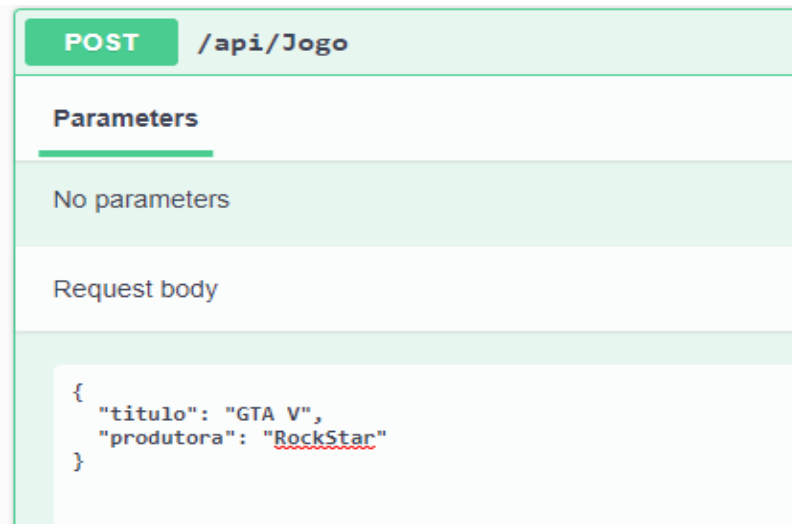 POST /api/Jogo
Parameters
No parameters
Request body
{
"titulo": "GTA V",
"produtora": "RockStar"
}